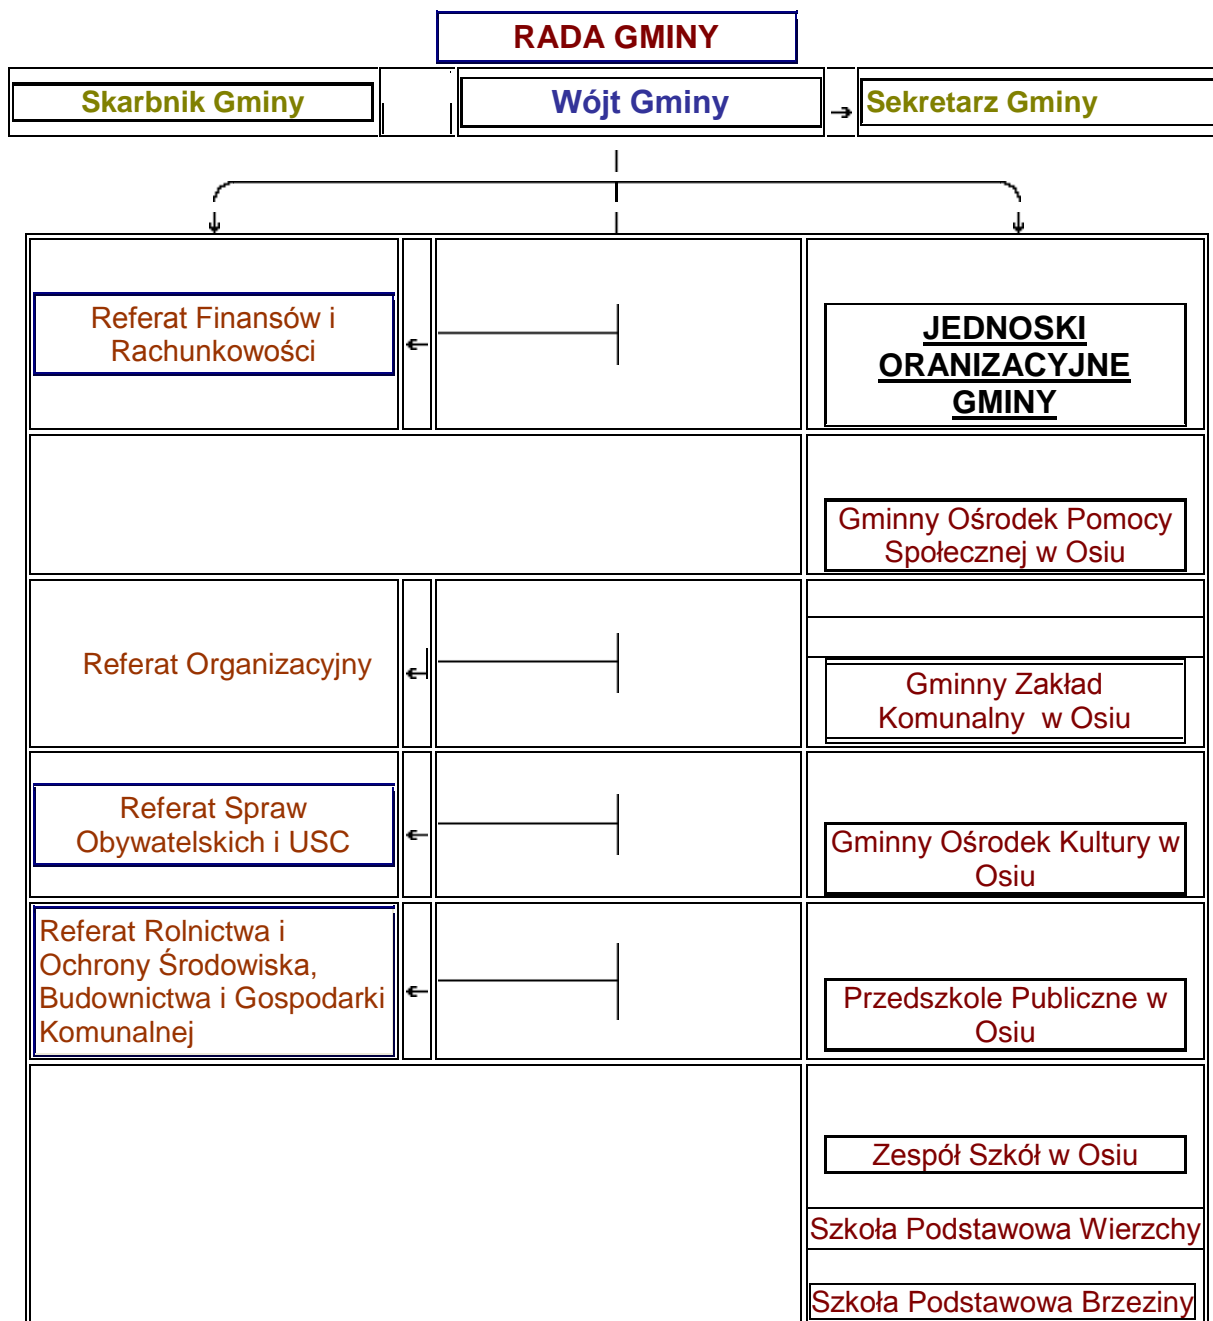 RADA GMINY
Skarbnik Gminy
Wójt Gminy
Sekretarz Gminy
Referat Finansów i
Rachunkowości
JEDNOSKI
ORANIZACYJNE
GMINY
Gminny Ośrodek Pomocy
Społecznej w Osiu
Referat Organizacyjny
Gminny Zakład
Komunalny w Osiu
Referat Spraw
Obywatelskich i USC
Gminny Ośrodek Kultury w
Osiu
Referat Rolnictwa i
Ochrony Środowiska,
Budownictwa i Gospodarki
Komunalnej
Przedszkole Publiczne w
Osiu
Zespół Szkół w Osiu
Szkoła Podstawowa Wierzchy
Szkoła Podstawowa Brzeziny